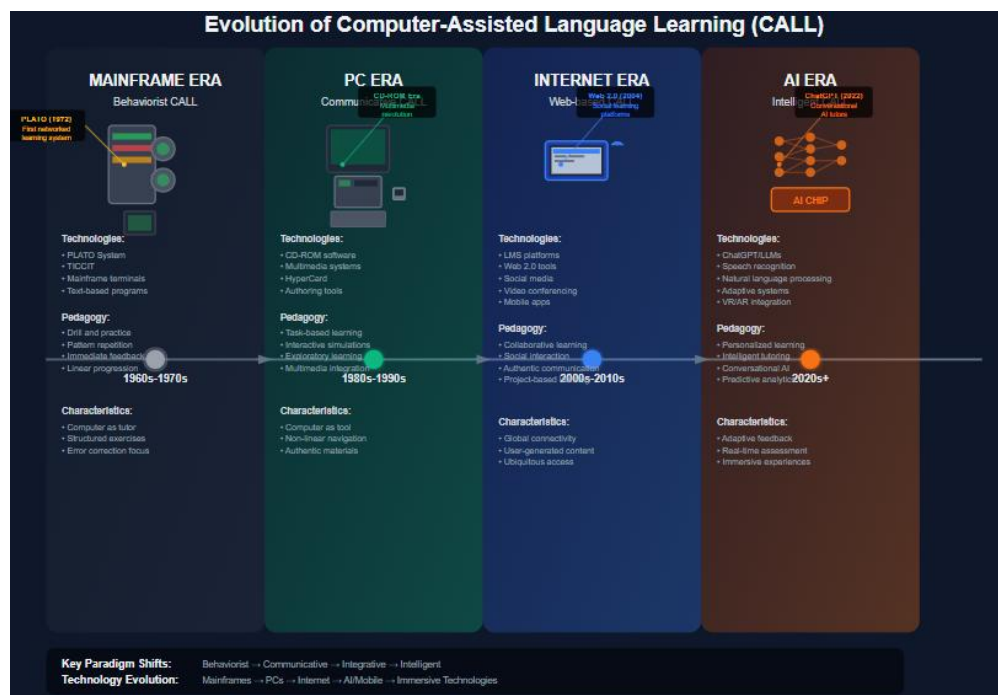 Evolution of Computer-Assisted Language Learning (CALL)
MAINFRAME ERA
Behaviorist CALL
PLATO (1972)
First networked
learning system
Technologies:
• PLATO System
• TICCIT
• Mainframe terminals
• Text-based programs
Pedagogy:
• Drill and practice
• Pattern repetition
• Immediate feedback
• Linear progression
1960s-1970s
Characteristics:
• Computer as tutor
• Structured exercises
• Error correction focus
PC ERA
Communicative CALL
CD-ROM Era
Multimedia
revolution
Technologies:
• CD-ROM software
• Multimedia systems
• HyperCard
• Authoring tools
Pedagogy:
• Task-based learning
• Interactive simulations
• Exploratory learning
• Multimedia integration
1980s-1990s
Characteristics:
• Computer as tool
• Non-linear navigation
• Authentic materials
INTERNET ERA
Web-based CALL
Web 2.0 (2004)
Social learning
platforms
Technologies:
• LMS platforms
• Web 2.0 tools
• Social media
• Video conferencing
• Mobile apps
Pedagogy:
• Collaborative learning
• Social interaction
• Authentic communication
• Project-based
2000s-2010s
Characteristics:
• Global connectivity
• User-generated content
• Ubiquitous access
AI ERA
Intelligent CALL
ChatGPT (2022)
Conversational
AI tutors
AI CHIP
Technologies:
• ChatGPT/LLMs
• Speech recognition
• Natural language processing
• Adaptive systems
• VR/AR integration
Pedagogy:
• Personalized learning
• Intelligent tutoring
• Conversational AI
• Predictive analytics
2020s+
Characteristics:
• Adaptive feedback
• Real-time assessment
• Immersive experiences
Key Paradigm Shifts: Behaviorist → Communicative → Integrative → Intelligent
Technology Evolution: Mainframes → PCs → Internet → AI/Mobile → Immersive Technologies